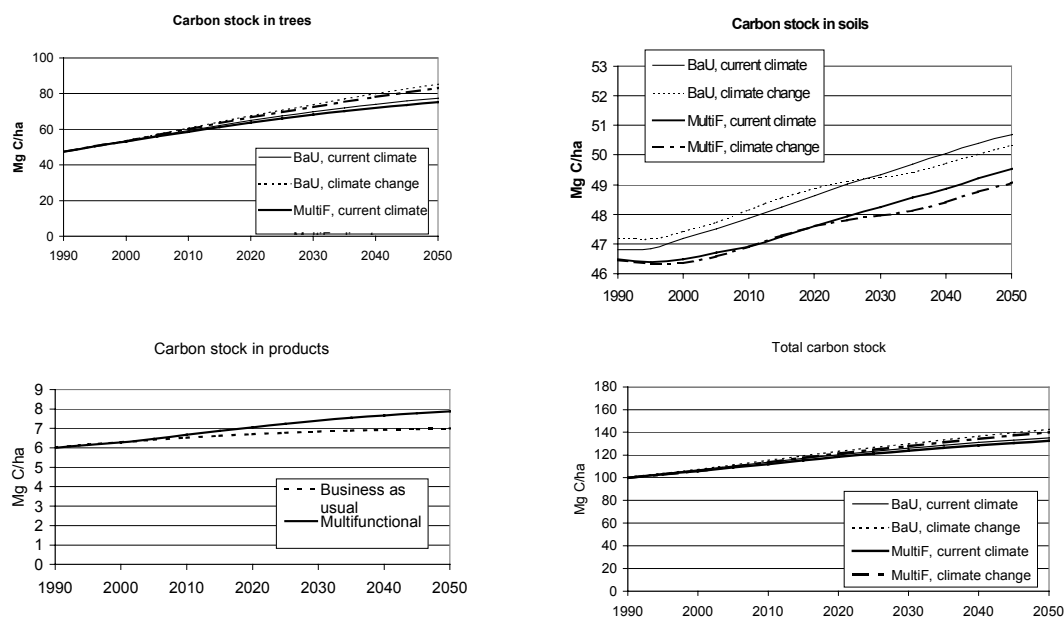 Carbon stock in trees
Mg C/ha
100
80
60
40
20
0
BaU, current climate
BaU, climate change
MultiF, current climate
MultiF, climate
1990 2000 2010 2020 2030 2040 2050
Carbon stock in soils
Mg C/ha
53
52
51
50
49
48
47
46
BaU, current climate
BaU, climate change
MultiF, current climate
MultiF, climate change
1990 2000 2010 2020 2030 2040 2050
Carbon stock in products
Mg C/ha
9
8
7
6
5
4
3
2
1
0
Business as
usual
Multifunctional
1990 2000 2010 2020 2030 2040 2050
Total carbon stock
Mg C/ha
180
160
140
120
100
80
60
40
20
0
BaU, current climate
BaU, climate change
MultiF, current climate
MultiF, climate change
1990 2000 2010 2020 2030 2040 2050